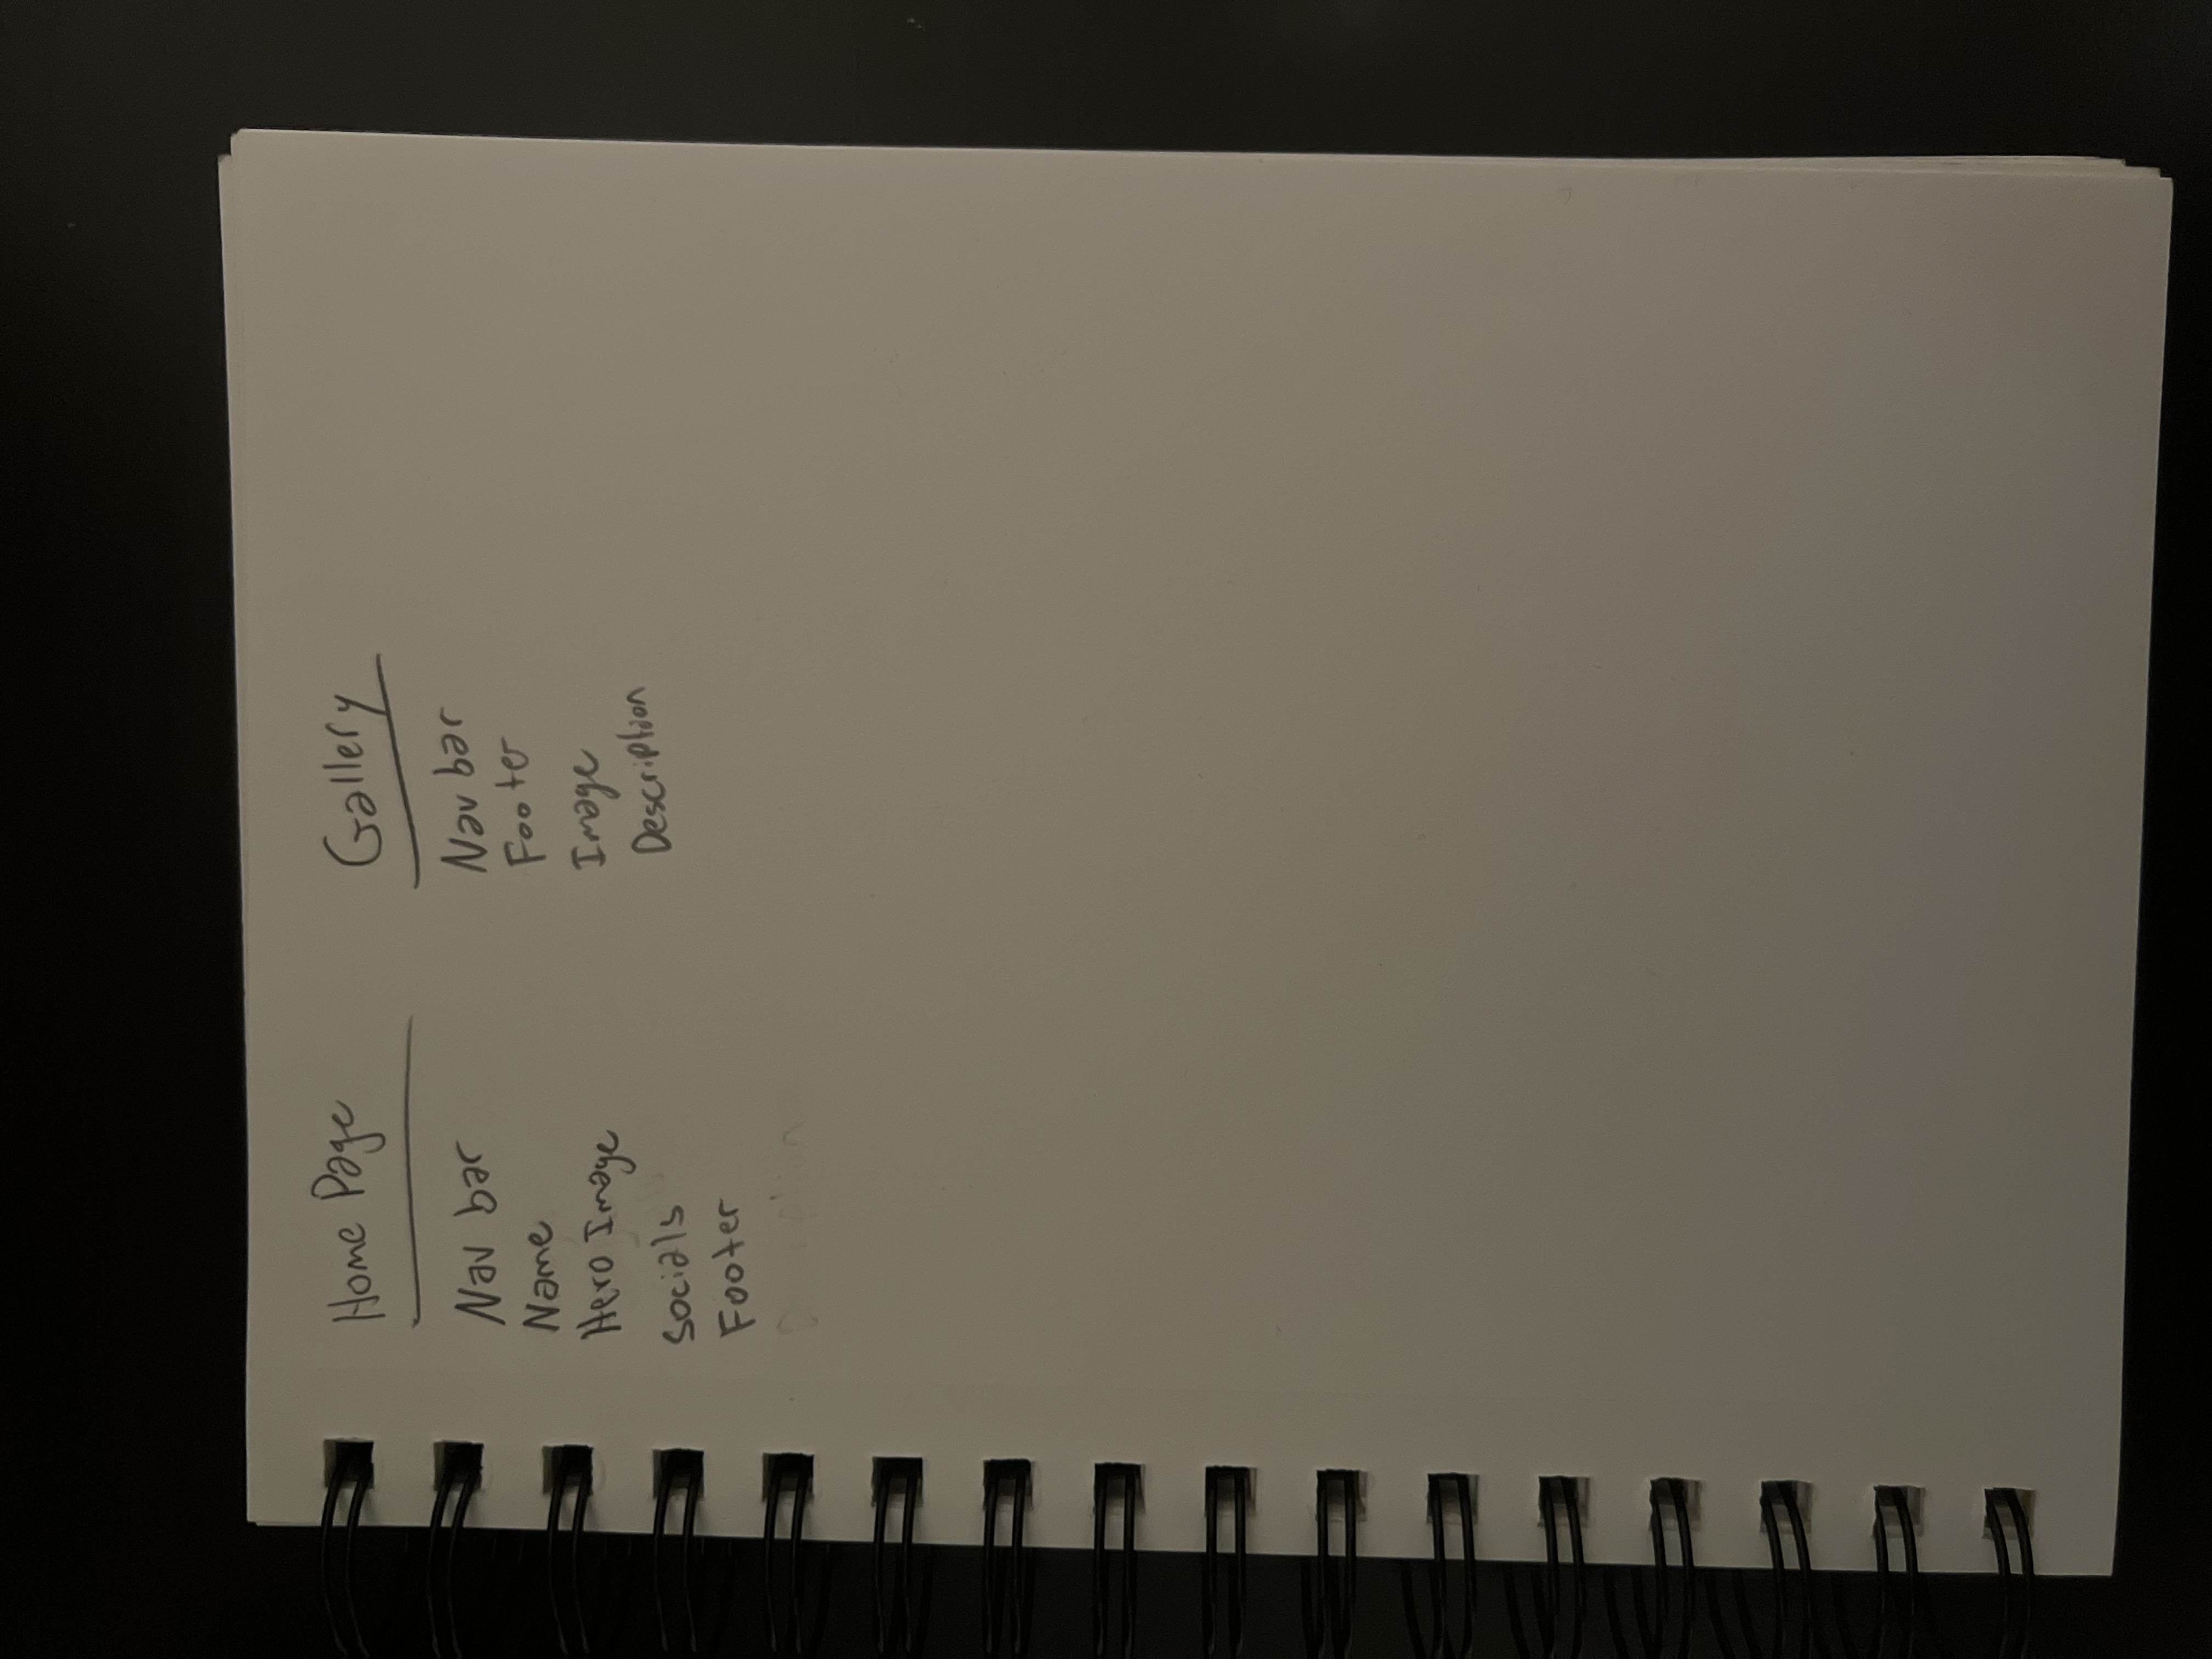 Home Page
Nav bar
Name
Hero Image
Socials
Footer
Gallery
Nav bar
Footer
Image
Description